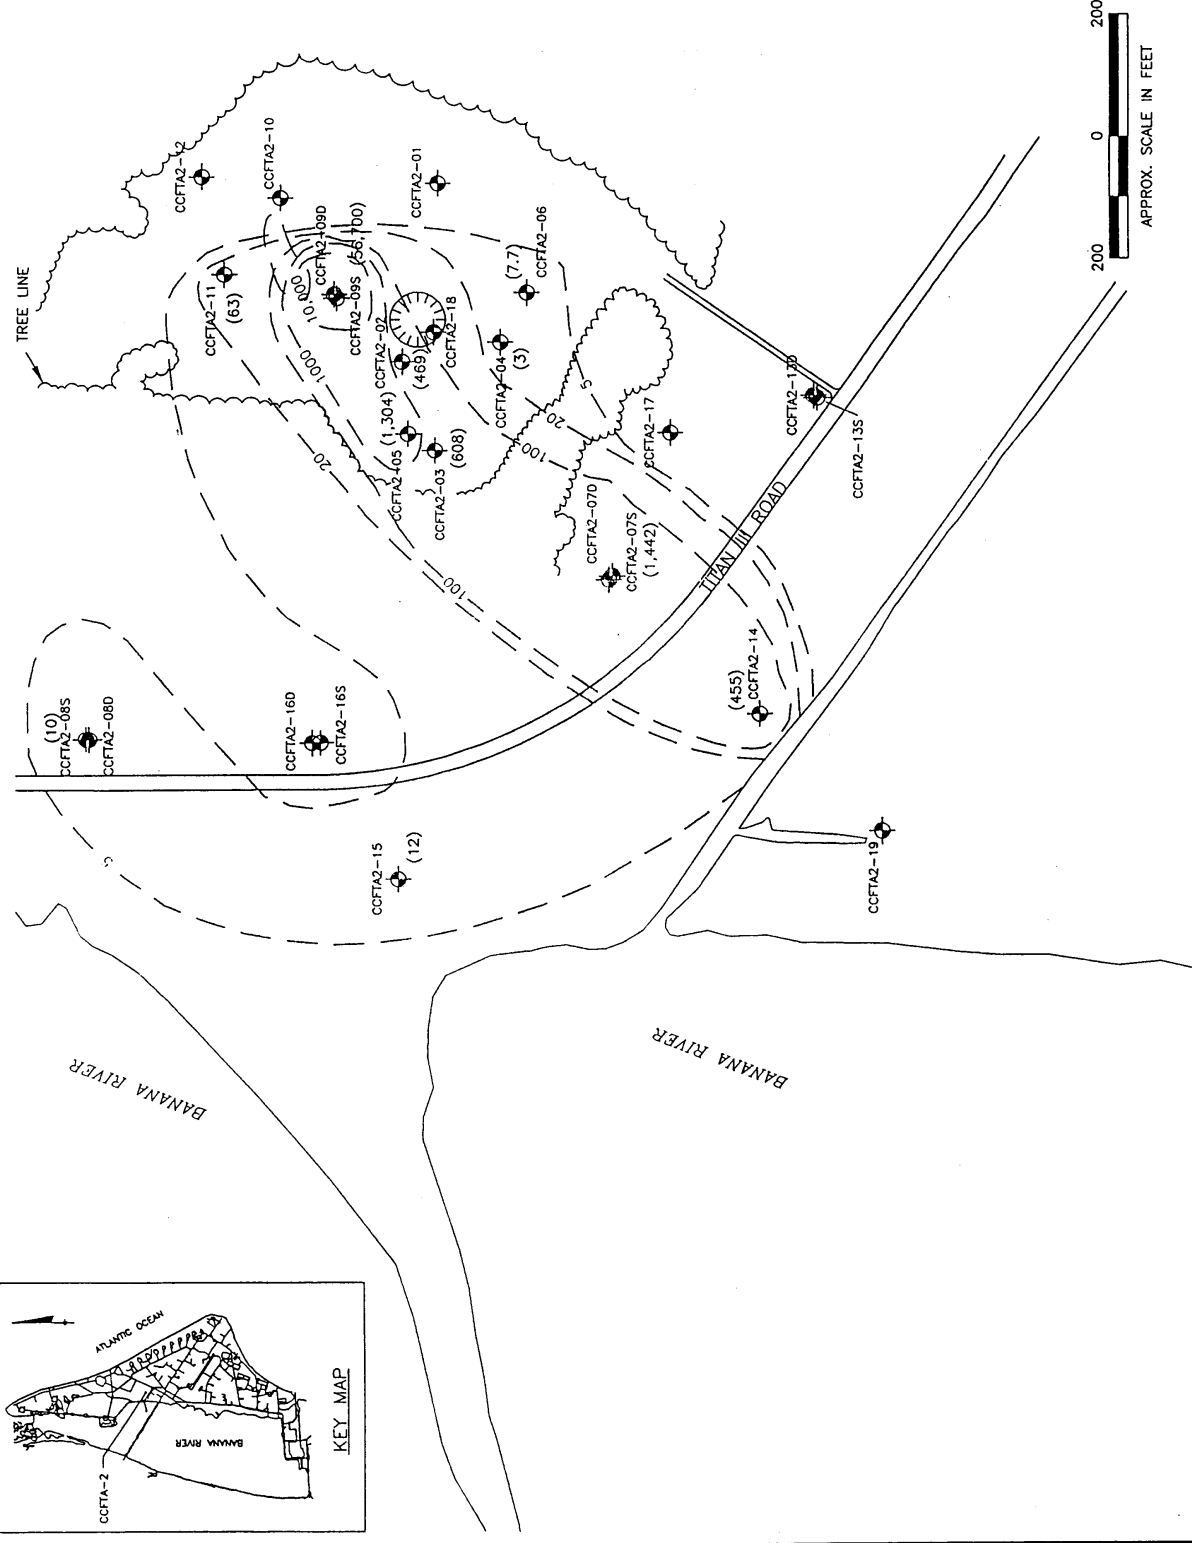 TREE LINE
CCFTA2-12
CCFTA2-10
CCFTA2-11
(63)
10,000
CCFTA2-09D
(56,700)
CCFTA2-09S
CCFTA2-01
CCFTA2-02
(469)
CCFTA2-18
(7.7)
CCFTA2-06
CCFTA2-04
(3)
1000
(1,304)
CCFTA2-05
CCFTA2-03
(608)
20
100
100
20
5
CCFTA2-17
CCFTA2-13D
CCFTA2-13S
CCFTA2-07D
CCFTA2-07S
(1,442)
TITAN III ROAD
(455)
CCFTA2-14
(10)
CCFTA2-08S
CCFTA2-08D
CCFTA2-16D
CCFTA2-16S
5
CCFTA2-15
(12)
CCFTA2-19
BANANA RIVER
BANANA RIVER
200
0
200
APPROX. SCALE IN FEET
ATLANTIC OCEAN
BANANA RIVER
CCFTA-2
KEY MAP